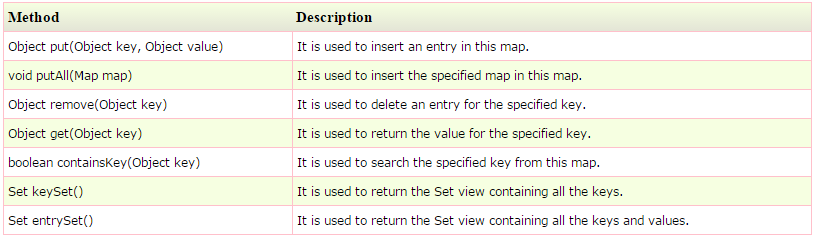 Method Description
Object put(Object key, Object value) It is used to insert an entry in this map.
void putAll(Map map) It is used to insert the specified map in this map.
Object remove(Object key) It is used to delete an entry for the specified key.
Object get(Object key) It is used to return the value for the specified key.
boolean containsKey(Object key) It is used to search the specified key from this map.
Set keySet() It is used to return the Set view containing all the keys.
Set entrySet() It is used to return the Set view containing all the keys and values.